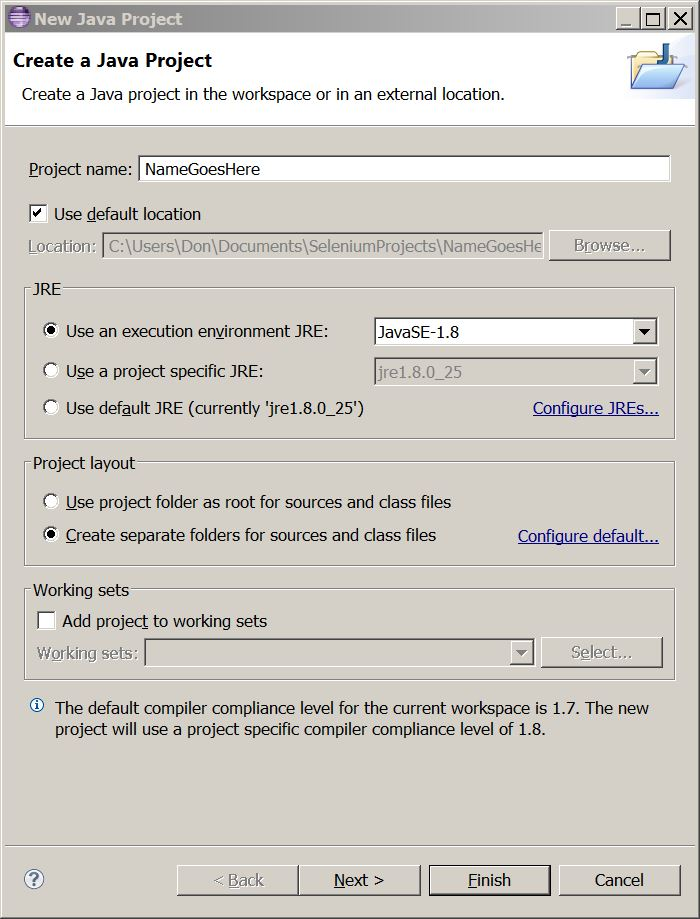 New Java Project
Create a Java Project
Create a Java project in the workspace or in an external location.
Project name: NameGoesHere
Use default location
Location: C:\Users\Don\Documents\SeleniumProjects\NameGoesHe Browse...
JRE
Use an execution environment JRE: JavaSE-1.8
Use a project specific JRE: jre1.8.0_25
Use default JRE (currently 'jre1.8.0_25') Configure JREs...
Project layout
Use project folder as root for sources and class files
Create separate folders for sources and class files Configure default...
Working sets
Add project to working sets
Working sets: Select...
The default compiler compliance level for the current workspace is 1.7. The new
project will use a project specific compiler compliance level of 1.8.
? < Back Next > Finish Cancel